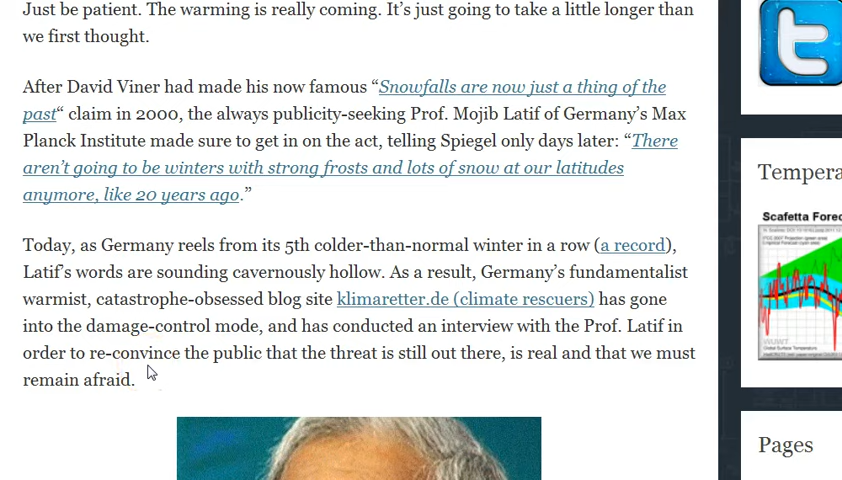 Just be patient. The warming is really coming. It's just going to take a little longer than
we first thought.
After David Viner had made his now famous “Snowfalls are now just a thing of the
past“ claim in 2000, the always publicity-seeking Prof. Mojib Latif of Germany’s Max
Planck Institute made sure to get in on the act, telling Spiegel only days later: “There
aren’t going to be winters with strong frosts and lots of snow at our latitudes
anymore, like 20 years ago.”
Today, as Germany reels from its 5th colder-than-normal winter in a row (a record),
Latif’s words are sounding cavernously hollow. As a result, Germany’s fundamentalist
warmist, catastrophe-obsessed blog site klimaretter.de (climate rescuers) has gone
into the damage-control mode, and has conducted an interview with the Prof. Latif in
order to re-convince the public that the threat is still out there, is real and that we must
remain afraid.
Tempera
Scafetta Forec
WUWT
Pages